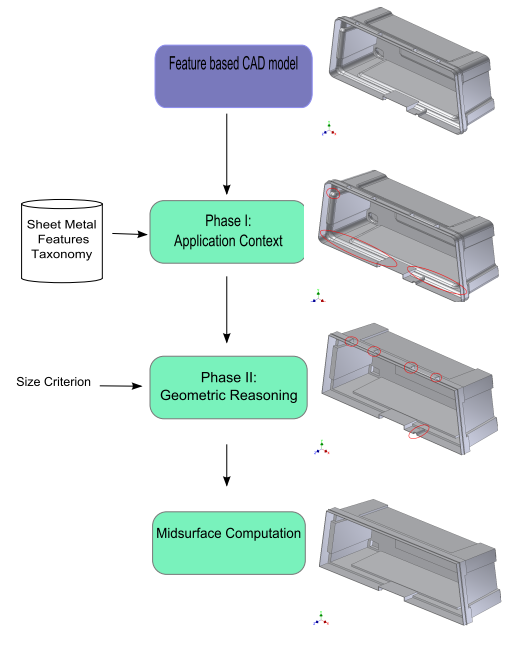 Feature based CAD model
Phase I:
Application Context
Sheet Metal
Features
Taxonomy
Phase II:
Geometric Reasoning
Size Criterion
Midsurface Computation